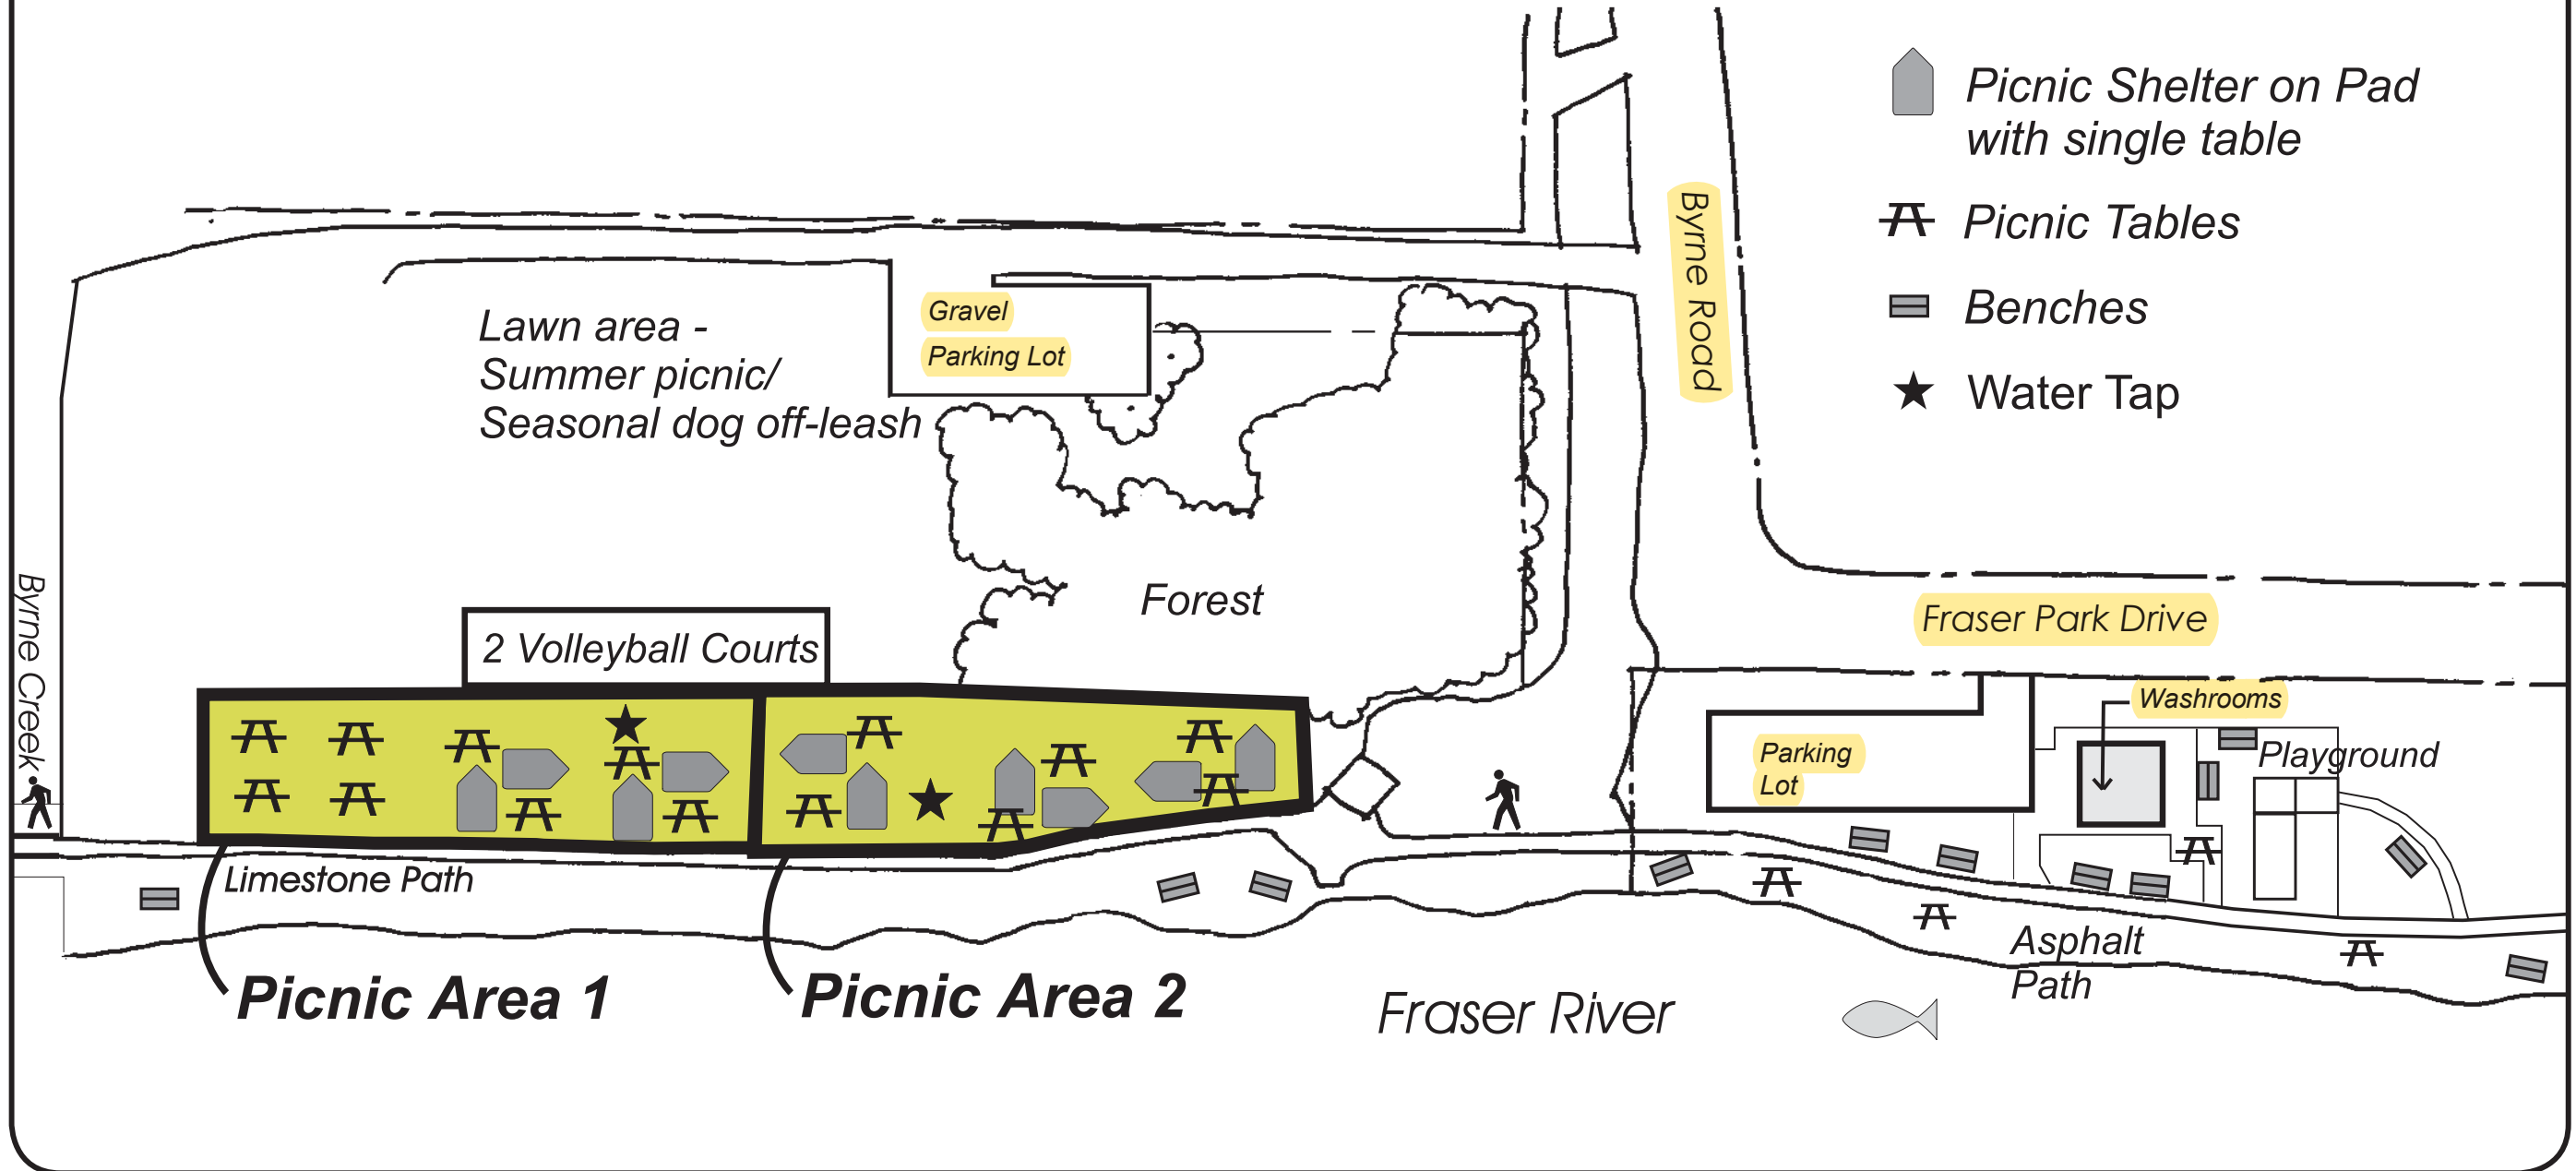 Picnic Shelter on Pad
with single table
Picnic Tables
Benches
Water Tap
Byrne Road
Gravel
Parking Lot
Lawn area -
Summer picnic/
Seasonal dog off-leash
Forest
Byrne Creek
2 Volleyball Courts
Fraser Park Drive
Washrooms
Playground
Parking
Lot
Limestone Path
Asphalt
Path
Picnic Area 1
Picnic Area 2
Fraser River